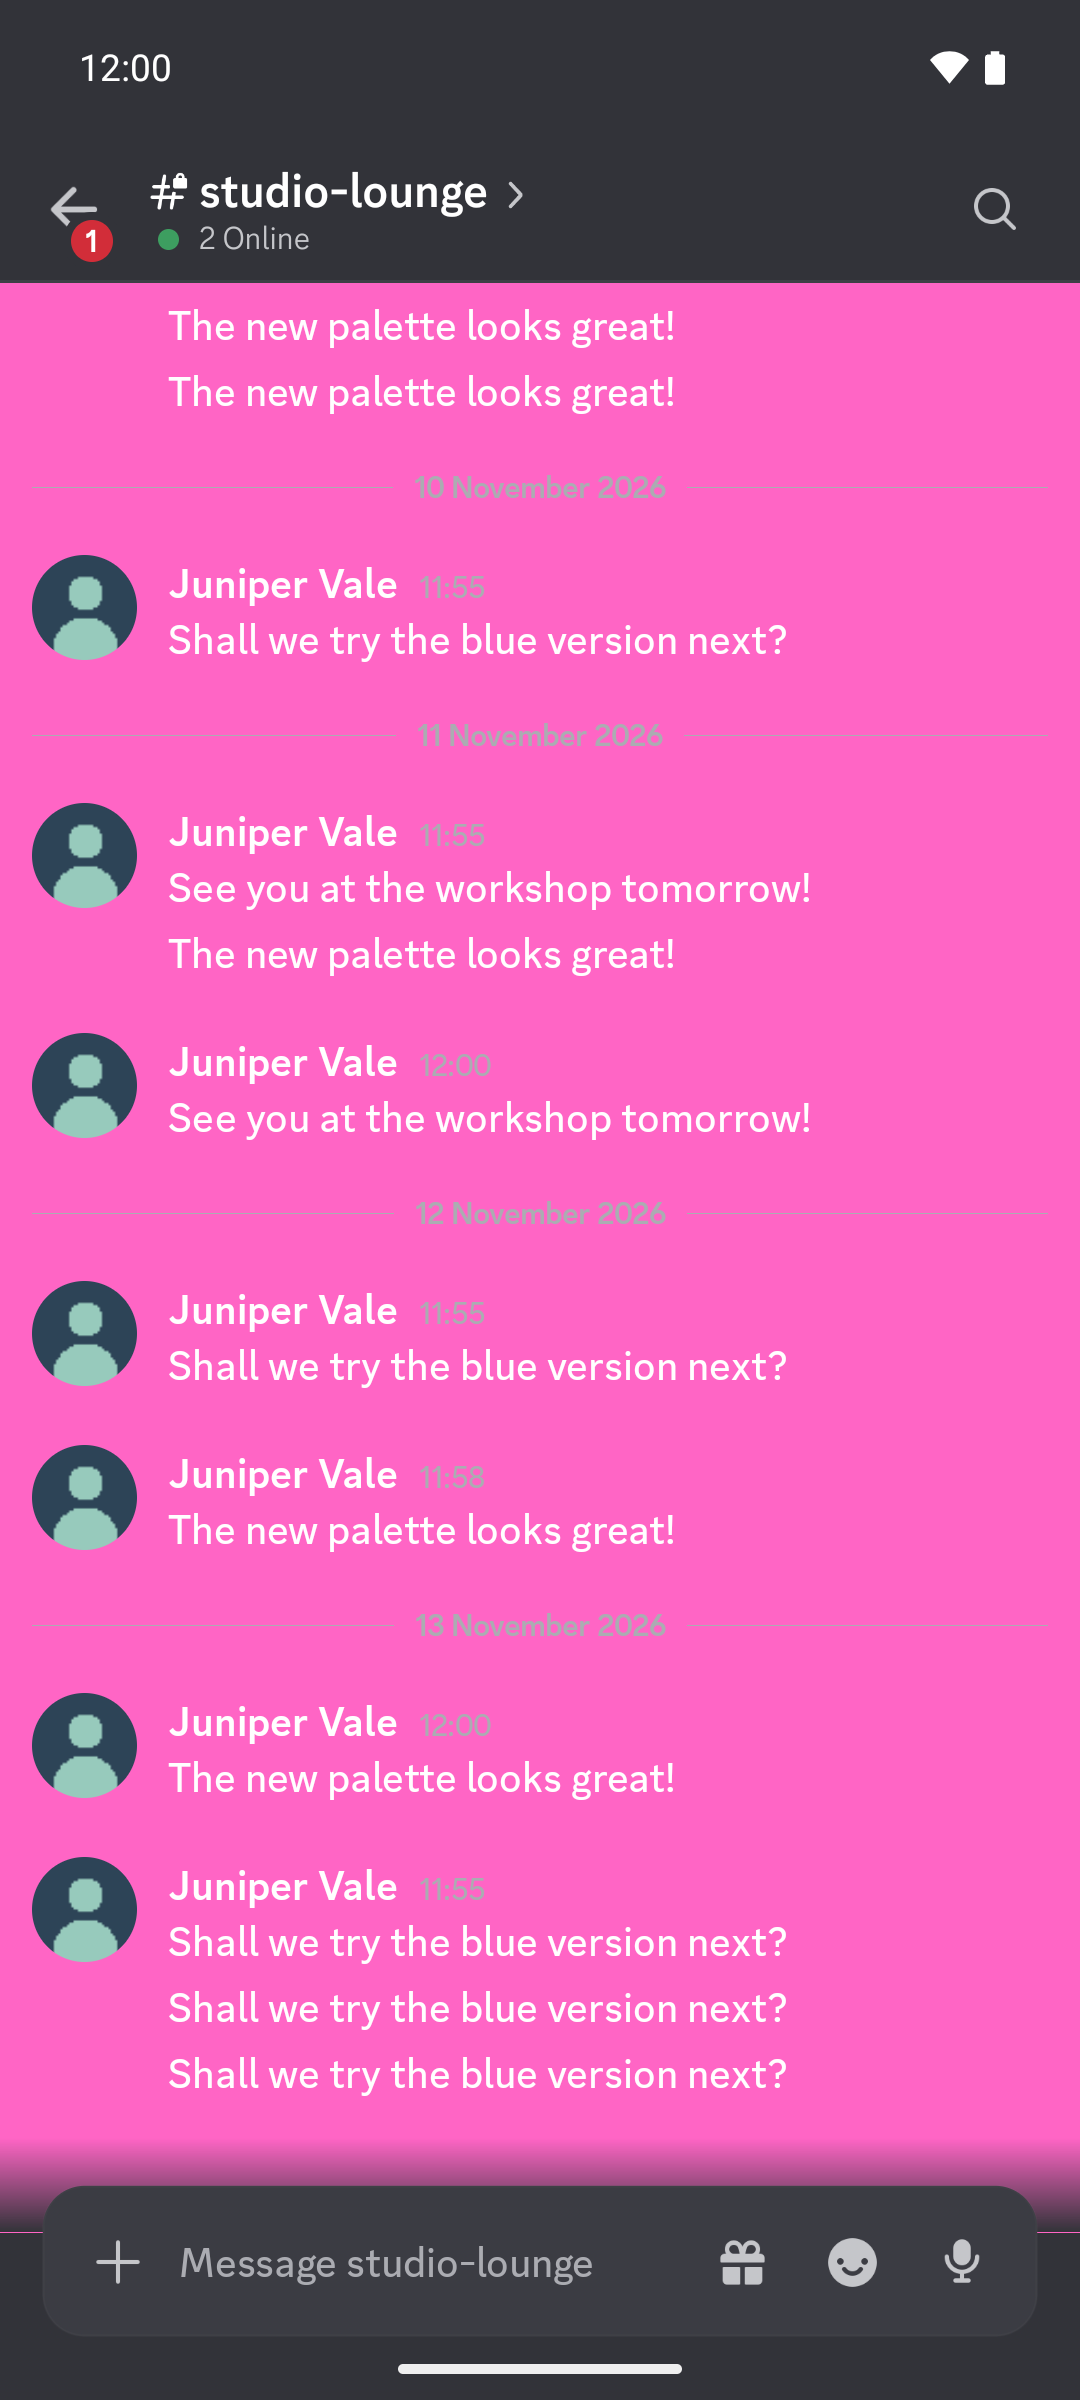 12:00
# studio-lounge
1
2 Online
The new palette looks great!
The new palette looks great!
10 November 2026
Juniper Vale 11:55
Shall we try the blue version next?
11 November 2026
Juniper Vale 11:55
See you at the workshop tomorrow!
The new palette looks great!
Juniper Vale 12:00
See you at the workshop tomorrow!
12 November 2026
Juniper Vale 11:55
Shall we try the blue version next?
Juniper Vale 11:58
The new palette looks great!
13 November 2026
Juniper Vale 12:00
The new palette looks great!
Juniper Vale 11:55
Shall we try the blue version next?
Shall we try the blue version next?
Shall we try the blue version next?
Message studio-lounge